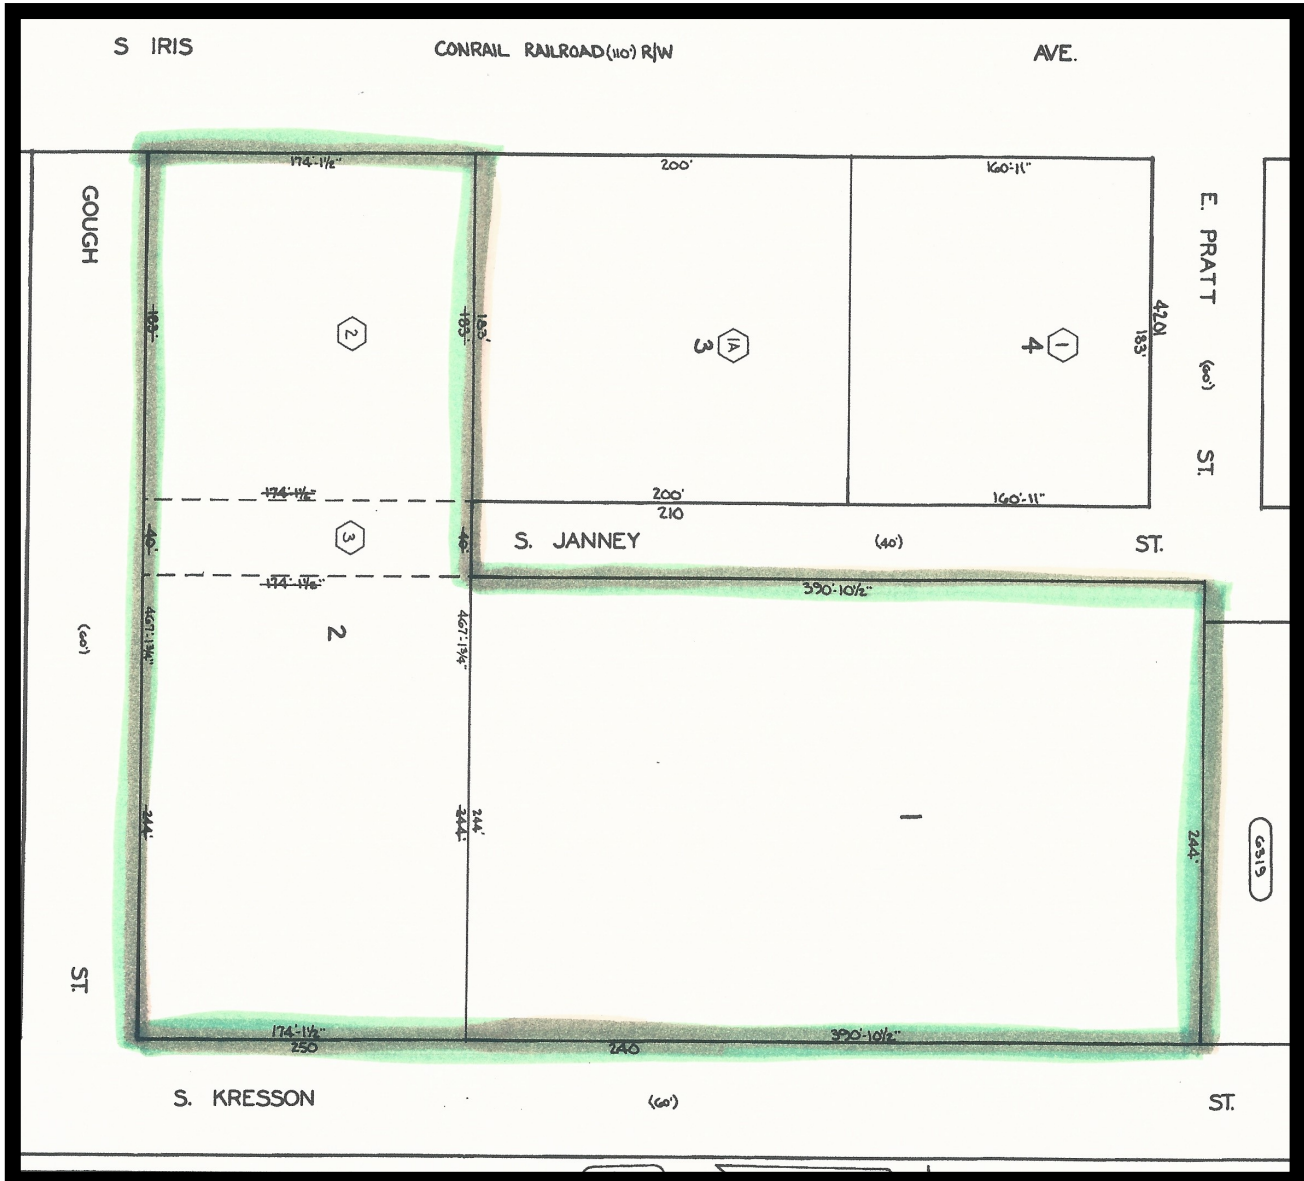 S IRIS CONRAIL RAILROAD (110') R/W AVE.
174'-1½" 200' 160'-11"
GOUGH
E. PRATT (60') ST.
183' 183' 183'
2
3 1A
4 1
4201
183'
174'-1½" 200' 160'-11"
210
40' 3 40'
S. JANNEY (40') ST.
174'-1½" 390'-10½"
467'-1¾" 467'-1¾"
2
(60')
244' 244' 244'
1
244'
6319
ST.
174'-1½" 390'-10½"
250 240
S. KRESSON (60') ST.